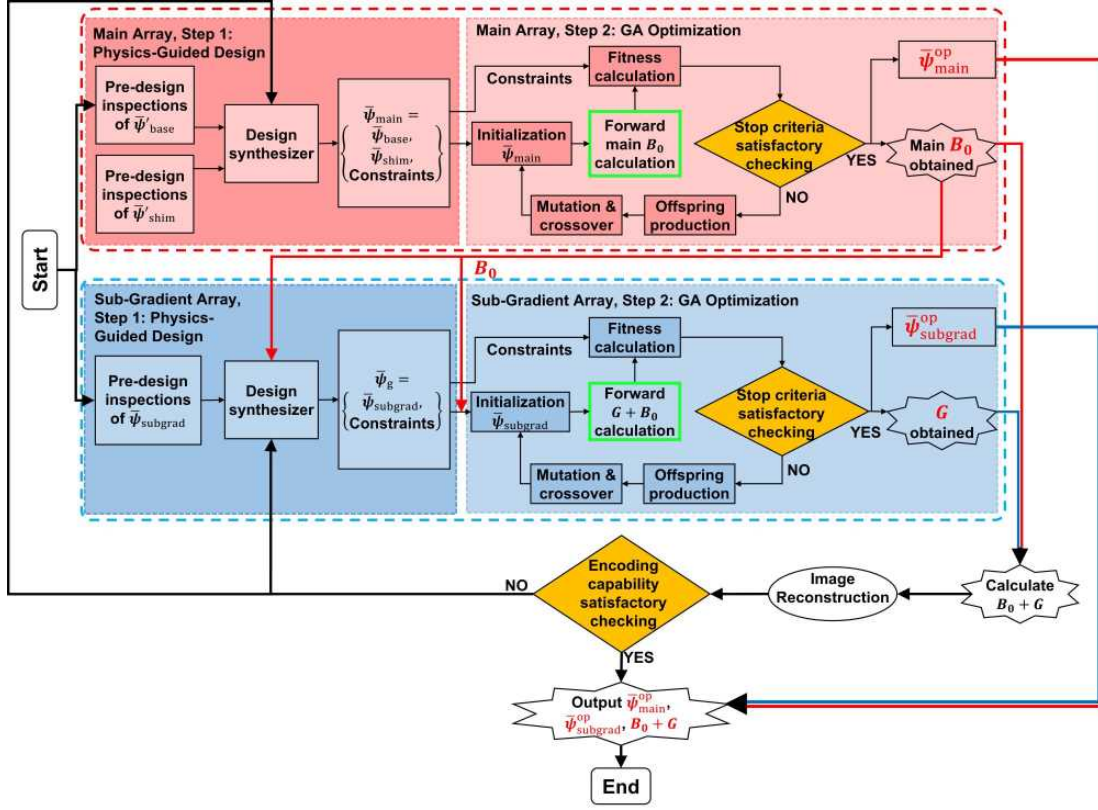 Main Array, Step 1:
Physics-Guided Design
Pre-design
inspections
of ψ̅′base
Pre-design
inspections
of ψ̅′shim
Design
synthesizer
ψ̅main =
ψ̅base,
ψ̅shim,
Constraints
Main Array, Step 2: GA Optimization
Constraints
Fitness
calculation
Initialization
ψ̅main
Forward
main B₀
calculation
Mutation &
crossover
Offspring
production
Stop criteria
satisfactory
checking
YES
NO
ψ̅ᵒᵖmain
Main B₀
obtained
Start
B₀
Sub-Gradient Array,
Step 1: Physics-
Guided Design
Pre-design
inspections
of ψ̅subgrad
Design
synthesizer
ψ̅g =
ψ̅subgrad,
Constraints
Sub-Gradient Array, Step 2: GA Optimization
Constraints
Fitness
calculation
Initialization
ψ̅subgrad
Forward
G + B₀
calculation
Mutation &
crossover
Offspring
production
Stop criteria
satisfactory
checking
YES
NO
ψ̅ᵒᵖsubgrad
G
obtained
Calculate
B₀ + G
Image
Reconstruction
Encoding
capability
satisfactory
checking
NO
YES
Output ψ̅ᵒᵖmain,
ψ̅ᵒᵖsubgrad, B₀ + G
End